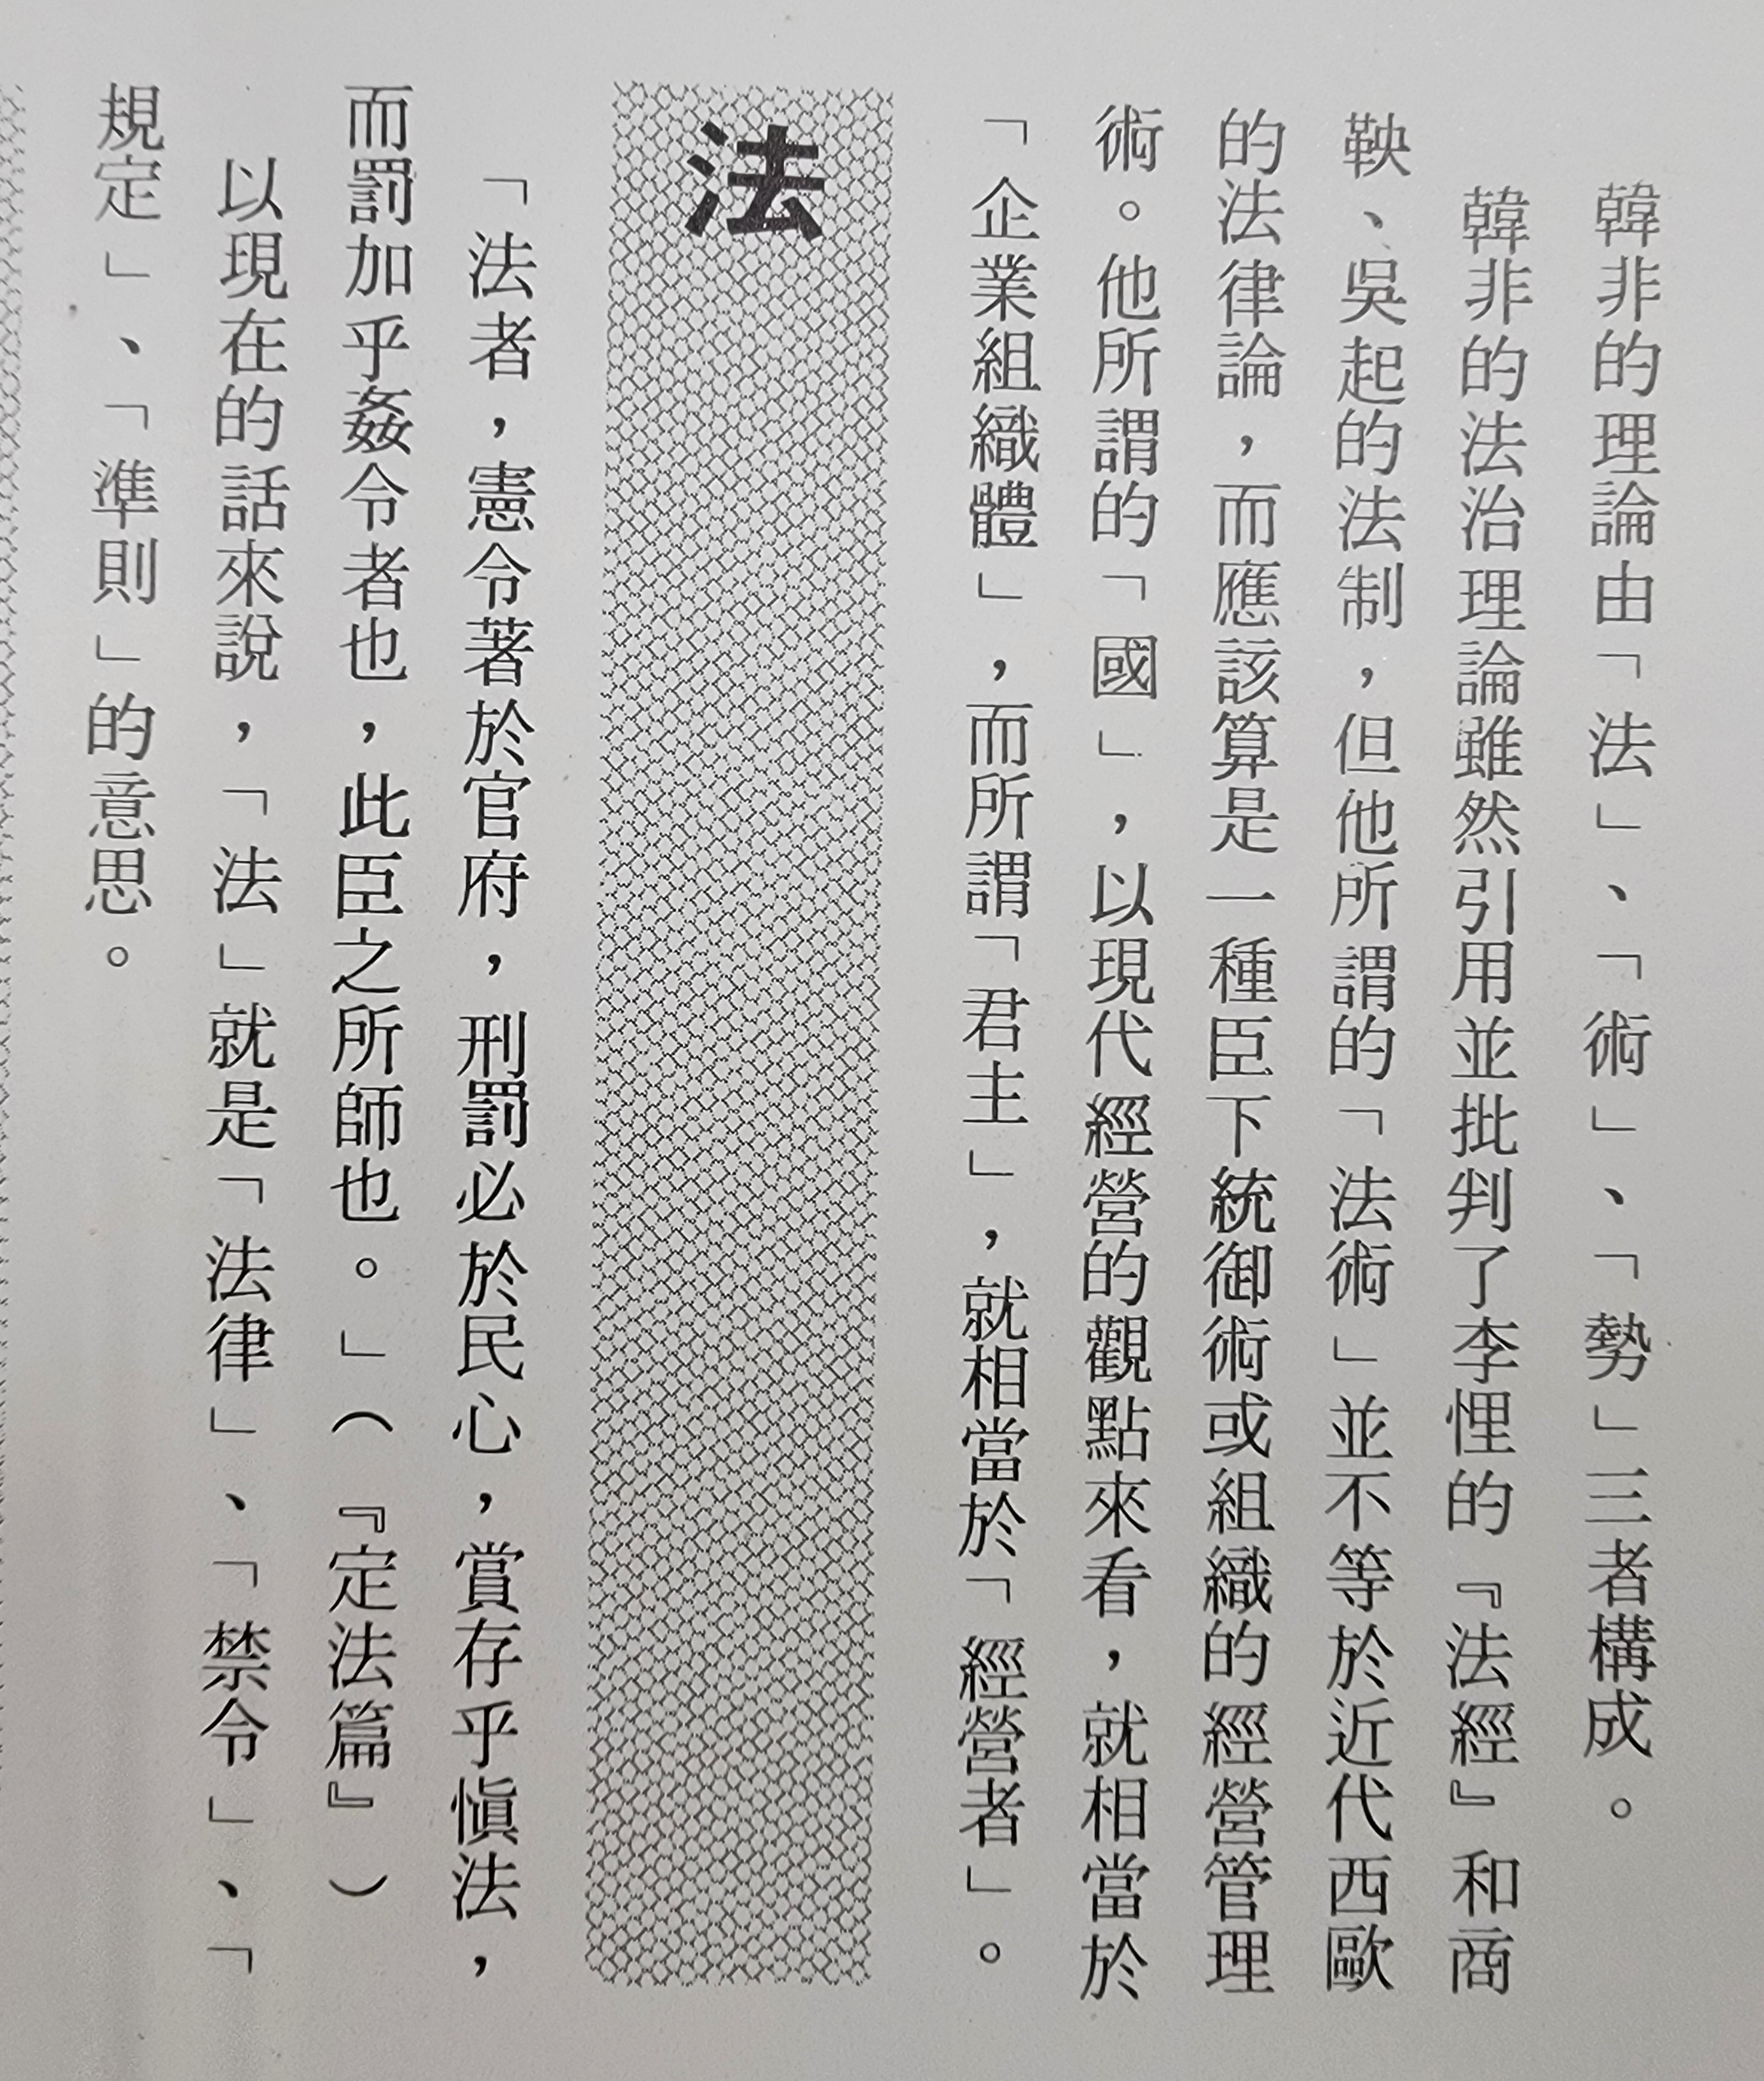 韓非的理論由「法」、「術」、「勢」三者構成。
韓非的法治理論雖然引用並批判了李悝的『法經』和商
鞅、吳起的法制，但他所謂的「法術」並不等於近代西歐
的法律論，而應該算是一種臣下統御術或組織的經營管理
術。他所謂的「國」，以現代經營的觀點來看，就相當於
「企業組織體」，而所謂「君主」，就相當於「經營者」。
法
「法者，憲令著於官府，刑罰必於民心，賞存乎愼法，
而罰加乎姦令者也，此臣之所師也。」（『定法篇』）
以現在的話來說，「法」就是「法律」、「禁令」、「
規定」、「準則」的意思。